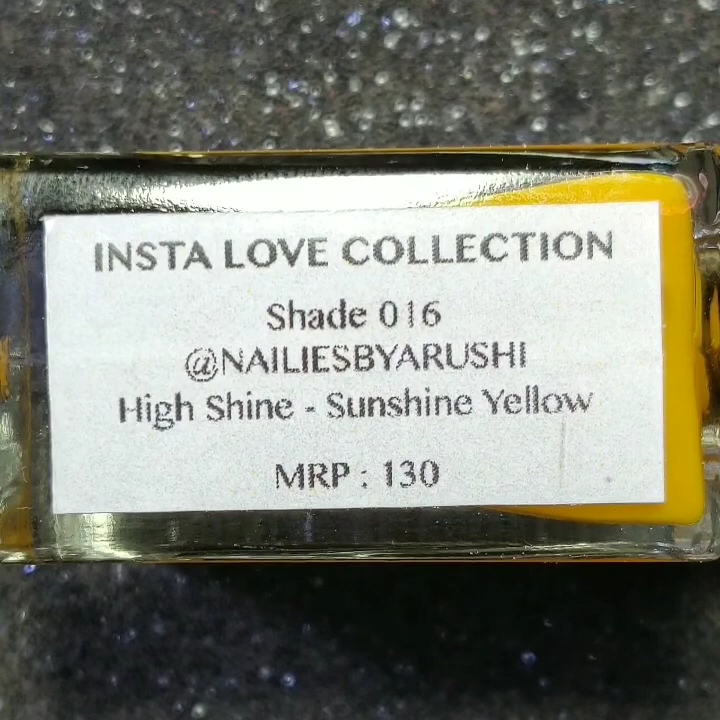 INSTA LOVE COLLECTION
Shade 016
@NAILIESBYARUSHI
High Shine - Sunshine Yellow
MRP : 130